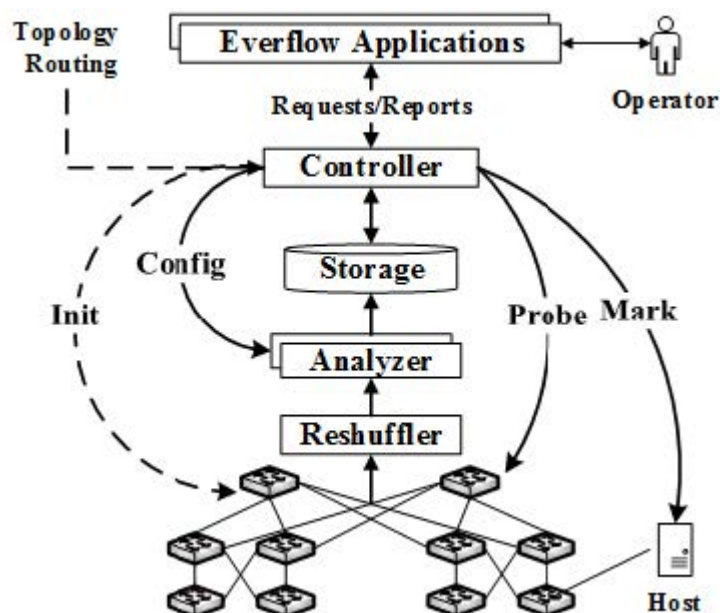 Topology
Routing
Everflow Applications
Operator
Requests/Reports
Controller
Config
Storage
Init
Probe
Mark
Analyzer
Reshuffler
Host